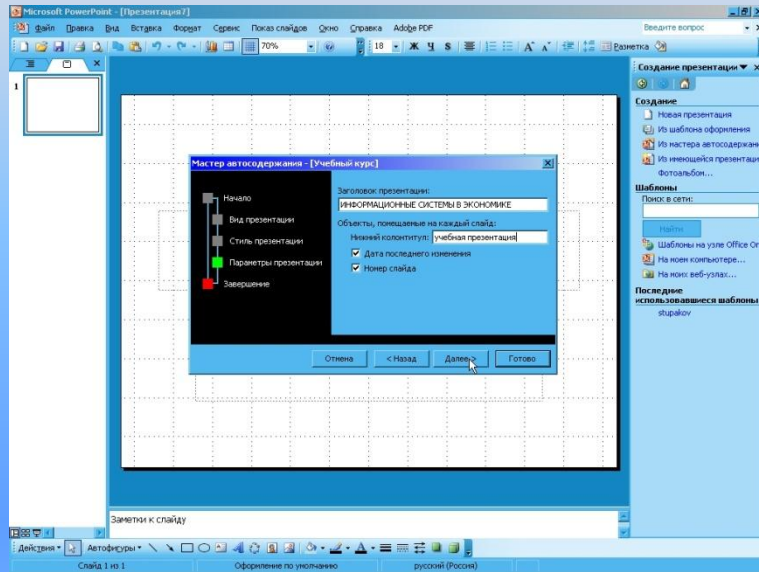 Microsoft PowerPoint - [Презентация7]
Файл Правка Вид Вставка Формат Сервис Показ слайдов Окно Справка Adobe PDF
Введите вопрос
70%
18
Ж Ч S
Разметка
Создание презентации
1
Создание
Новая презентация
Из шаблона оформления
Из мастера автосодержани
Из имеющейся презентаци
Фотоальбом...
Шаблоны
Поиск в сети:
Найти
Шаблоны на узле Office On
На моем компьютере...
На моих веб-узлах...
Последние
использовавшиеся шаблоны
stupakov
Мастер автосодержания - [Учебный курс]
Начало
Вид презентации
Стиль презентации
Параметры презентации
Завершение
Заголовок презентации:
ИНФОРМАЦИОННЫЕ СИСТЕМЫ В ЭКОНОМИКЕ
Объекты, помещаемые на каждый слайд:
Нижний колонтитул: учебная презентация
Дата последнего изменения
Номер слайда
Отмена
< Назад
Далее >
Готово
Заметки к слайду
Действия
Автофигуры
Слайд 1 из 1
Оформление по умолчанию
русский (Россия)